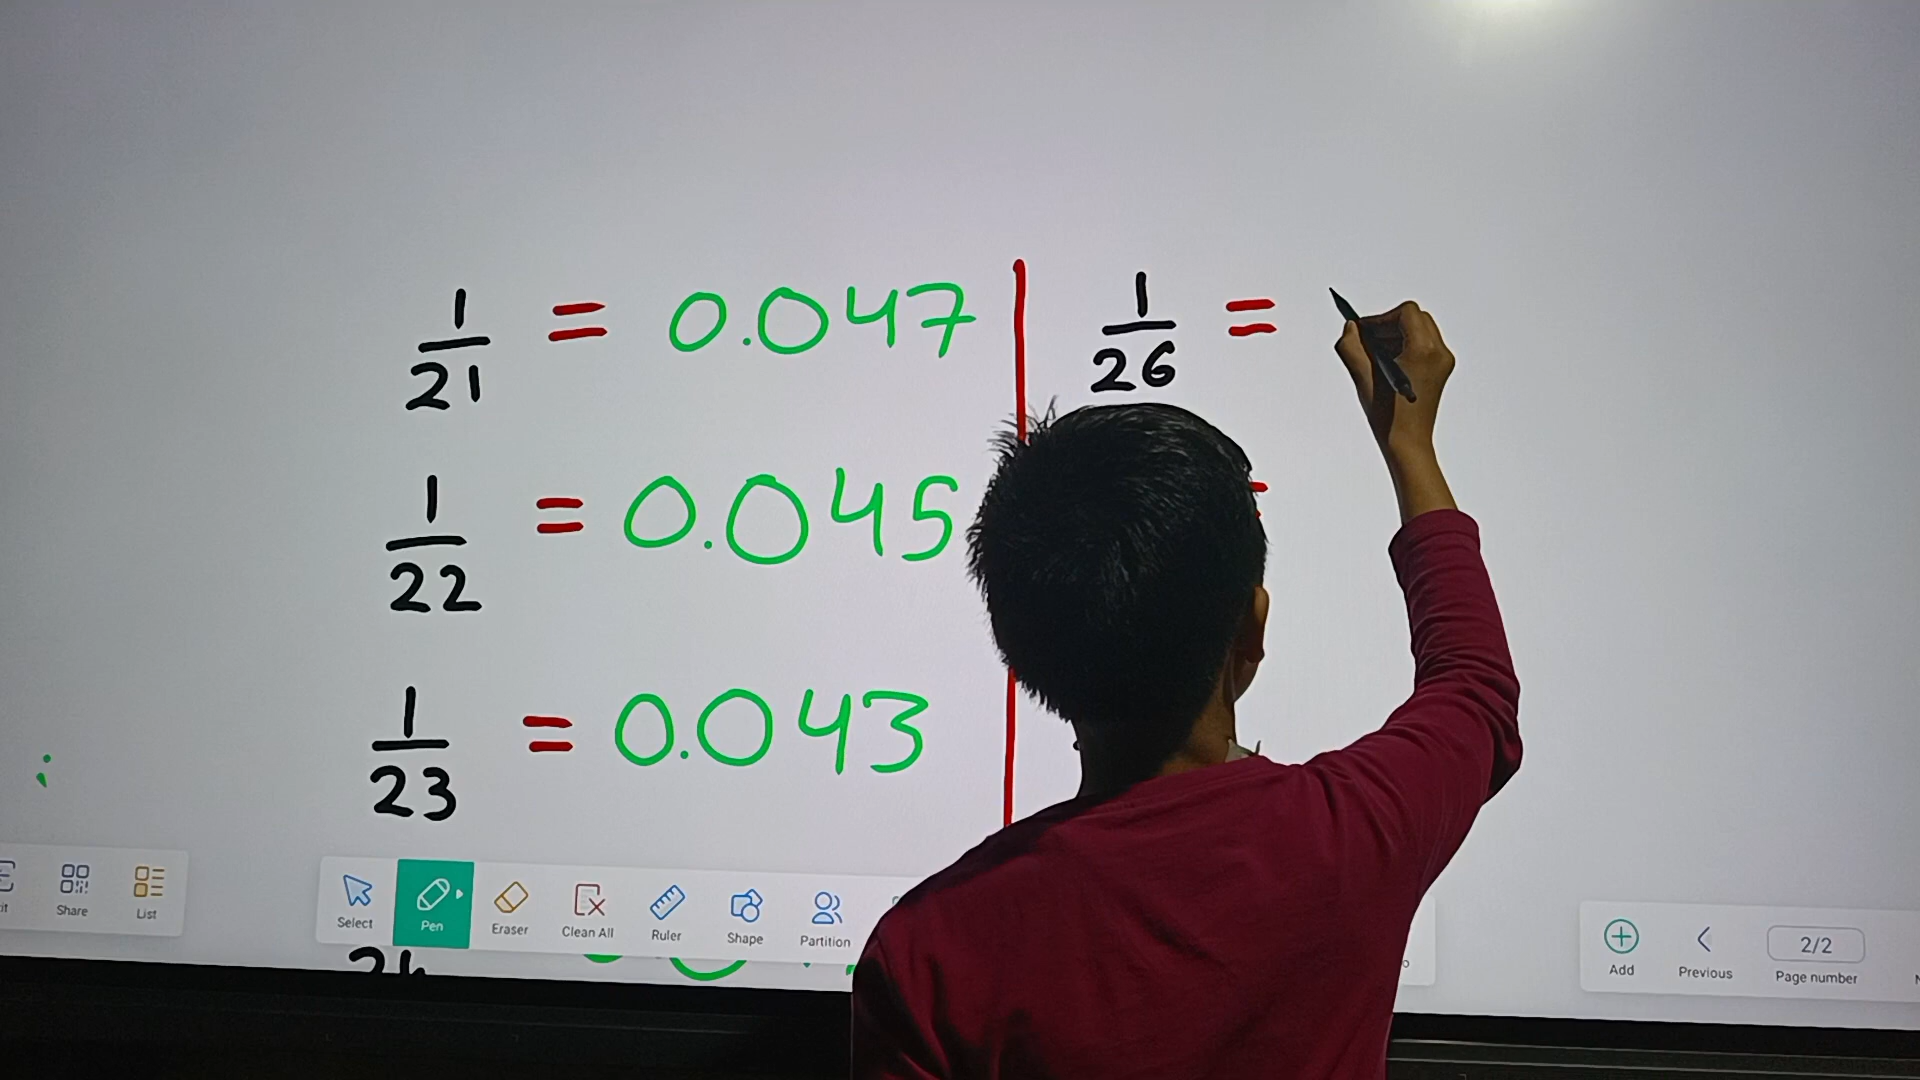 1/21 = 0.047
1/22 = 0.045
1/23 = 0.043
1/26 =
Share
List
Select
Pen
Eraser
Clean All
Ruler
Shape
Partition
Add
Previous
2/2
Page number